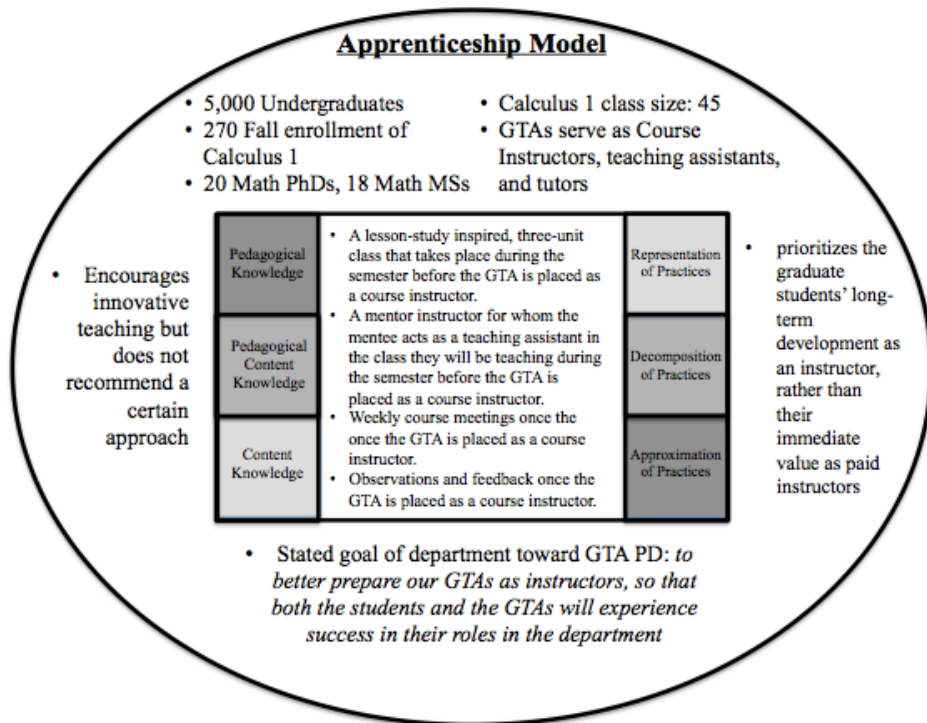 Apprenticeship Model
• 5,000 Undergraduates
• 270 Fall enrollment of
Calculus 1
• 20 Math PhDs, 18 Math MSs
• Calculus 1 class size: 45
• GTAs serve as Course
Instructors, teaching assistants,
and tutors
• Encourages
innovative
teaching but
does not
recommend a
certain
approach
Pedagogical
Knowledge
Pedagogical
Content
Knowledge
Content
Knowledge
• A lesson-study inspired, three-unit
class that takes place during the
semester before the GTA is placed as
a course instructor.
• A mentor instructor for whom the
mentee acts as a teaching assistant in
the class they will be teaching during
the semester before the GTA is
placed as a course instructor.
• Weekly course meetings once the
once the GTA is placed as a course
instructor.
• Observations and feedback once the
GTA is placed as a course instructor.
Representation
of Practices
Decomposition
of Practices
Approximation
of Practices
• prioritizes the
graduate
students’ long-
term
development as
an instructor,
rather than
their
immediate
value as paid
instructors
• Stated goal of department toward GTA PD: to
better prepare our GTAs as instructors, so that
both the students and the GTAs will experience
success in their roles in the department